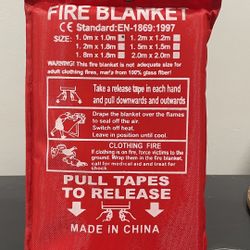 FIRE BLANKET
CE Standard:EN-1869:1997
SIZE: 1.0m x 1.0m 1.2m x 1.2m
1.2m x 1.8m 1.5m x 1.5m
1.8m x 1.8m 2.0m x 2.0m
WARNING! This fire blanket is not adequate size for
adult clothing fires, mar's from 100% glass fiber!
Take a release tape in each hand
and pull downwards and outwards
Drape the blanket over the flames
to seal off the air.
Switch off heat.
Leave in position until cool.
CLOTHING FIRE
If clothing is on fire, force victims to the
ground. Wrap them in the fire blanket,
call for medical aid and treat for
shock
PULL TAPES
TO RELEASE
MADE IN CHINA